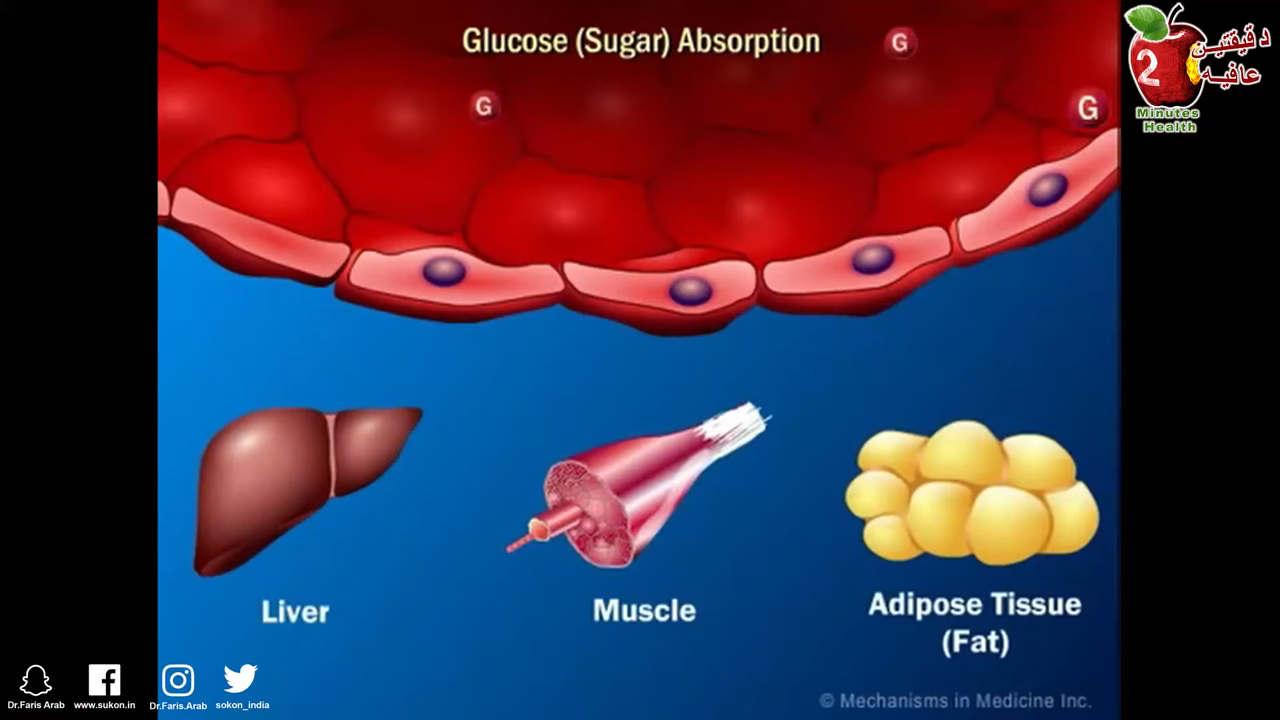 Glucose (Sugar) Absorption
G
G
G
2
دقيقتين
عافيه
Minutes
Health
Liver
Muscle
Adipose Tissue
(Fat)
Dr.Faris Arab
www.sukon.in
Dr.Faris.Arab
sokon_india
© Mechanisms in Medicine Inc.